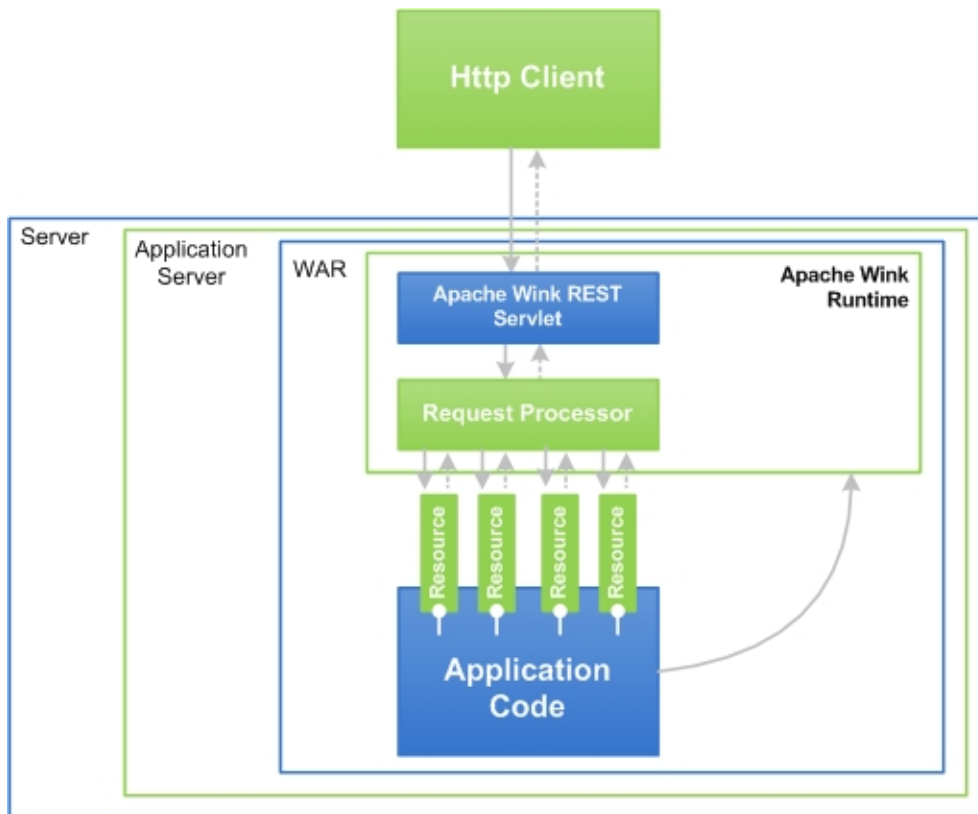 Http Client
Server
Application
Server
WAR
Apache Wink
Runtime
Apache Wink REST
Servlet
Request Processor
Resource
Resource
Resource
Resource
Application
Code